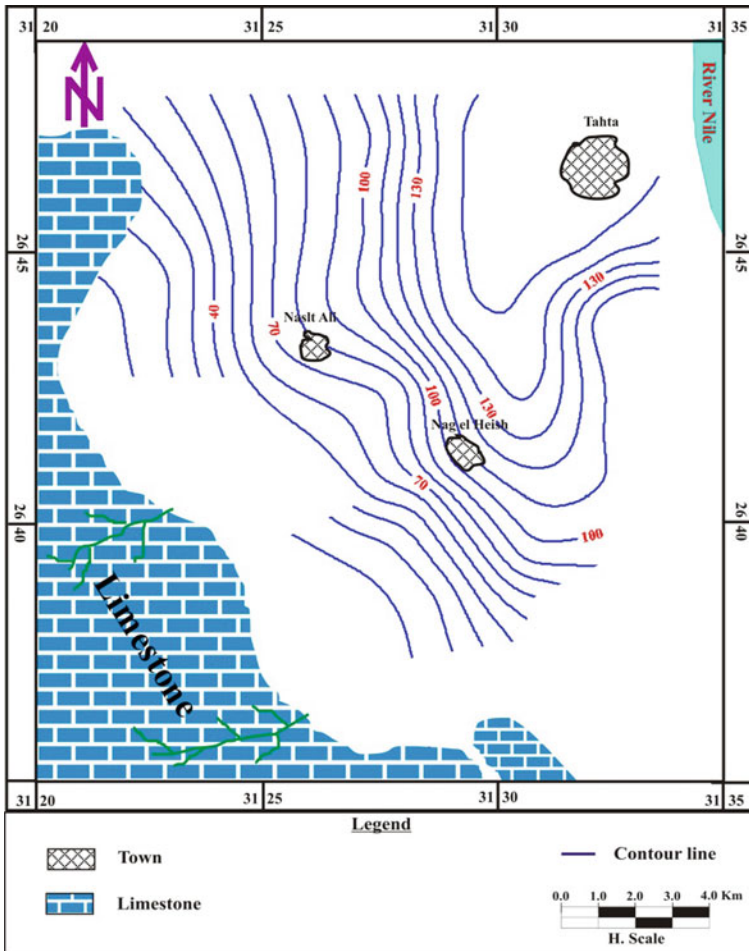 31 20 31 25 31 30 31 35
N
River Nile
Tahta
130
100
26 45 26 45
130
40
Naslt Ali
70
100
130
Nag el Heish
70
26 40 26 40
100
Limestone
31 20 31 25 31 30 31 35
Legend
Town
Contour line
Limestone
0.0 1.0 2.0 3.0 4.0 Km
H. Scale